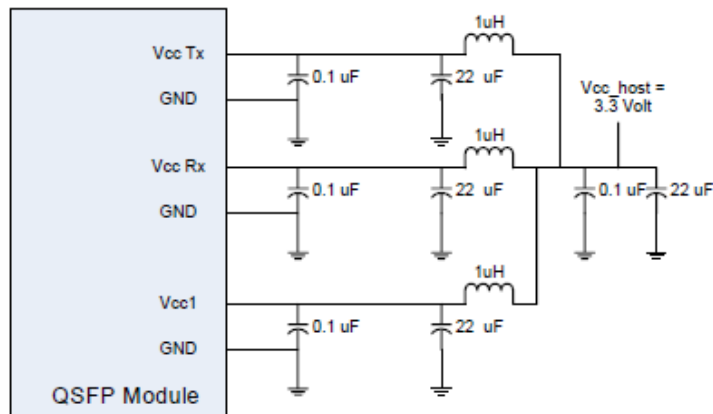 1uH
Vcc Tx
0.1 uF
22 uF
GND
Vcc_host =
3.3 Volt
1uH
Vcc Rx
0.1 uF
22 uF
0.1 uF
22 uF
GND
1uH
Vcc1
0.1 uF
22 uF
GND
QSFP Module